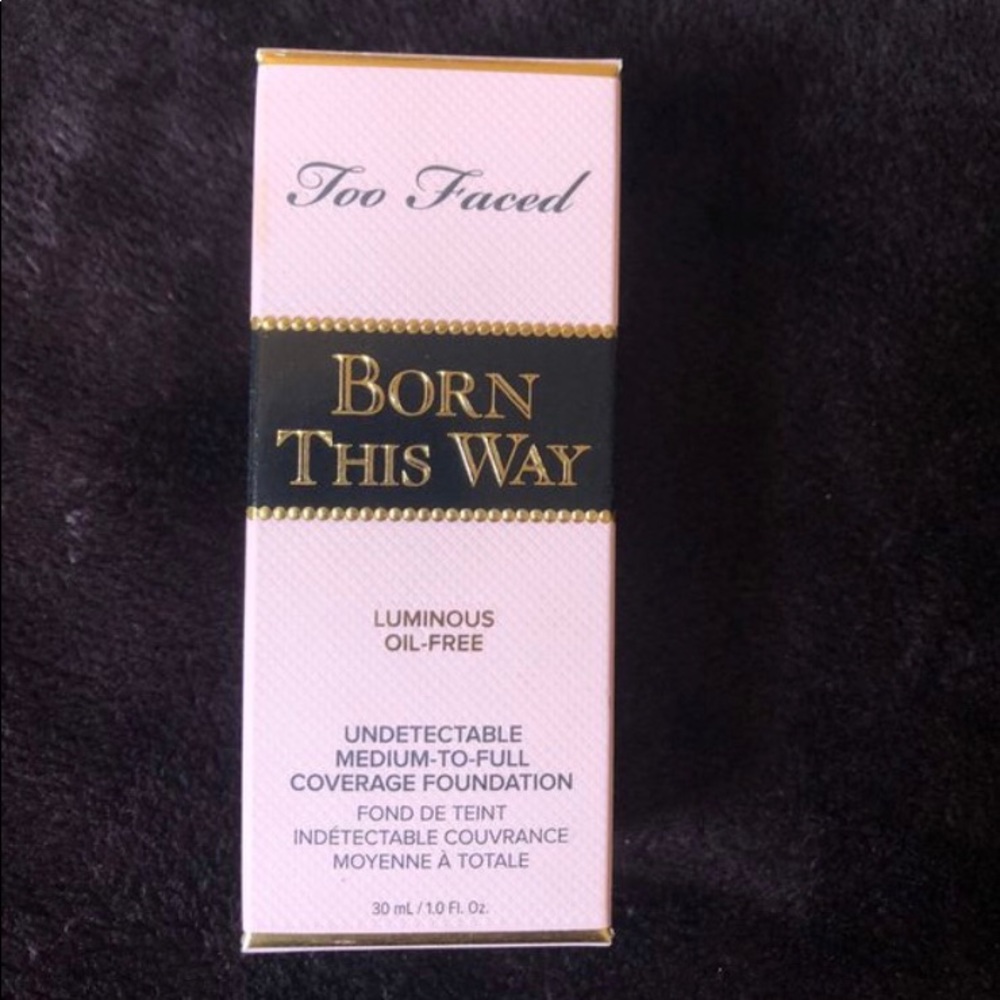 Too Faced
BORN
THIS WAY
LUMINOUS
OIL-FREE
UNDETECTABLE
MEDIUM-TO-FULL
COVERAGE FOUNDATION
FOND DE TEINT
INDÉTECTABLE COUVRANCE
MOYENNE À TOTALE
30 mL / 1.0 Fl. Oz.